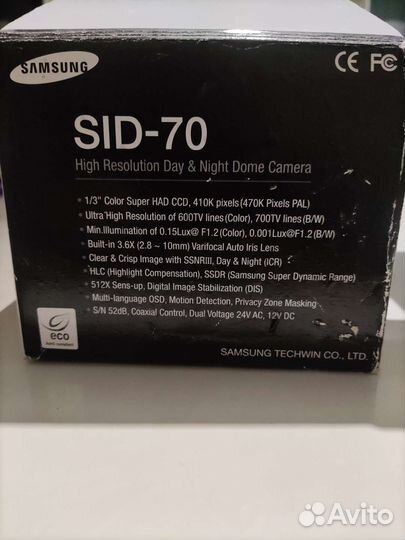 SAMSUNG
CE FC
SID-70
High Resolution Day & Night Dome Camera
• 1/3" Color Super HAD CCD, 410K pixels (470K Pixels PAL)
• Ultra High Resolution of 600TV lines (Color), 700TV lines (B/W)
• Min.Illumination of 0.15Lux@ F1.2 (Color), 0.001Lux@F1.2 (B/W)
• Built-in 3.6X (2.8 ~ 10mm) Varifocal Auto Iris Lens
• Clear & Crisp Image with SSNRIII, Day & Night (ICR)
• HLC (Highlight Compensation), SSDR (Samsung Super Dynamic Range)
• 512X Sens-up, Digital Image Stabilization (DIS)
• Multi-language OSD, Motion Detection, Privacy Zone Masking
• S/N 52dB, Coaxial Control, Dual Voltage 24V AC, 12V DC
eco
SAMSUNG TECHWIN CO., LTD.
Avito